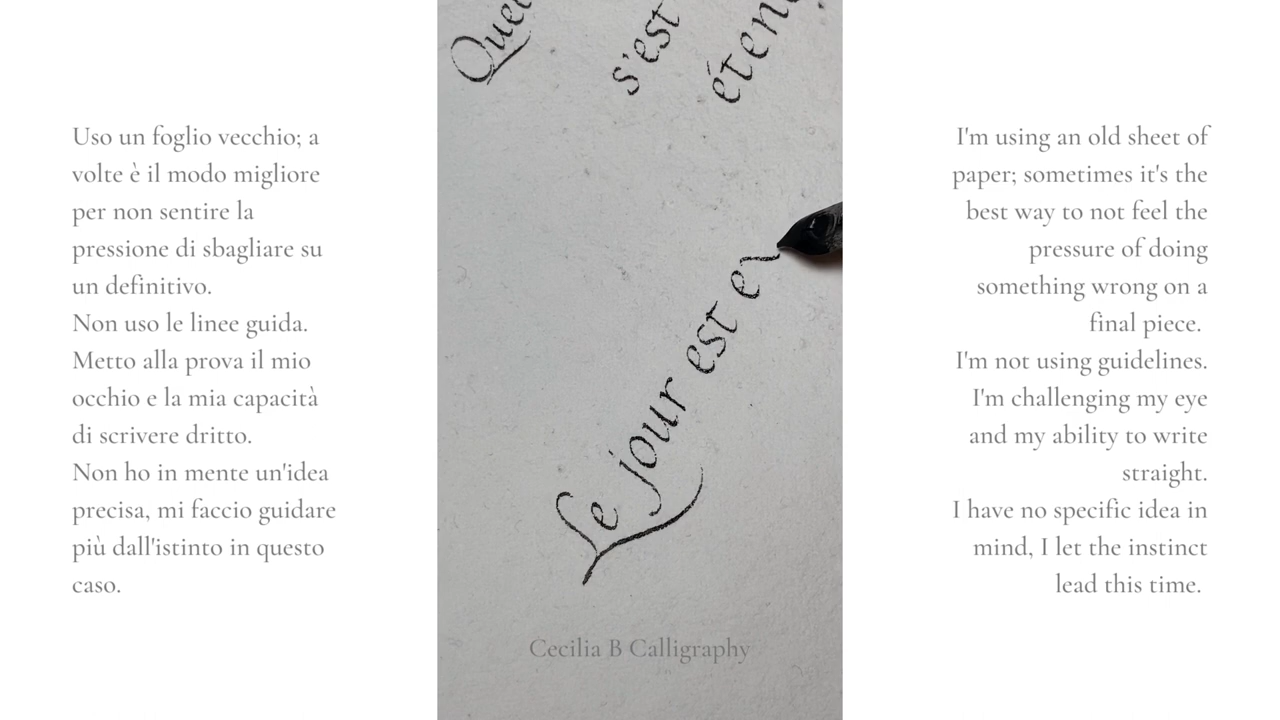 Uso un foglio vecchio; a
volte è il modo migliore
per non sentire la
pressione di sbagliare su
un definitivo.
Non uso le linee guida.
Metto alla prova il mio
occhio e la mia capacità
di scrivere dritto.
Non ho in mente un'idea
precisa, mi faccio guidare
più dall'istinto in questo
caso.
s'est
Le jour est
Cecilia B Calligraphy
I'm using an old sheet of
paper; sometimes it's the
best way to not feel the
pressure of doing
something wrong on a
final piece.
I'm not using guidelines.
I'm challenging my eye
and my ability to write
straight.
I have no specific idea in
mind, I let the instinct
lead this time.